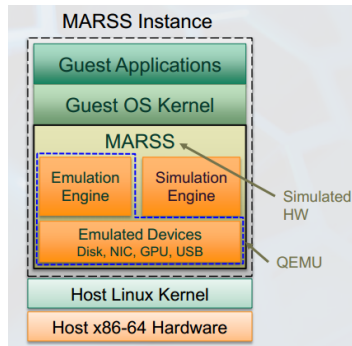 MARSS Instance
Guest Applications
Guest OS Kernel
MARSS
Emulation
Engine
Simulation
Engine
Simulated
HW
Emulated Devices
Disk, NIC, GPU, USB
QEMU
Host Linux Kernel
Host x86-64 Hardware